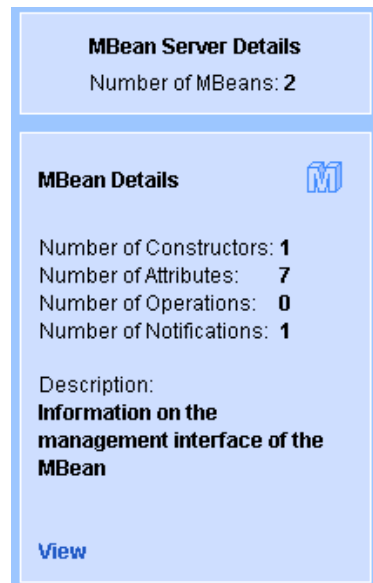 MBean Server Details
Number of MBeans: 2
MBean Details
M
Number of Constructors: 1
Number of Attributes: 7
Number of Operations: 0
Number of Notifications: 1
Description:
Information on the
management interface of the
MBean
View